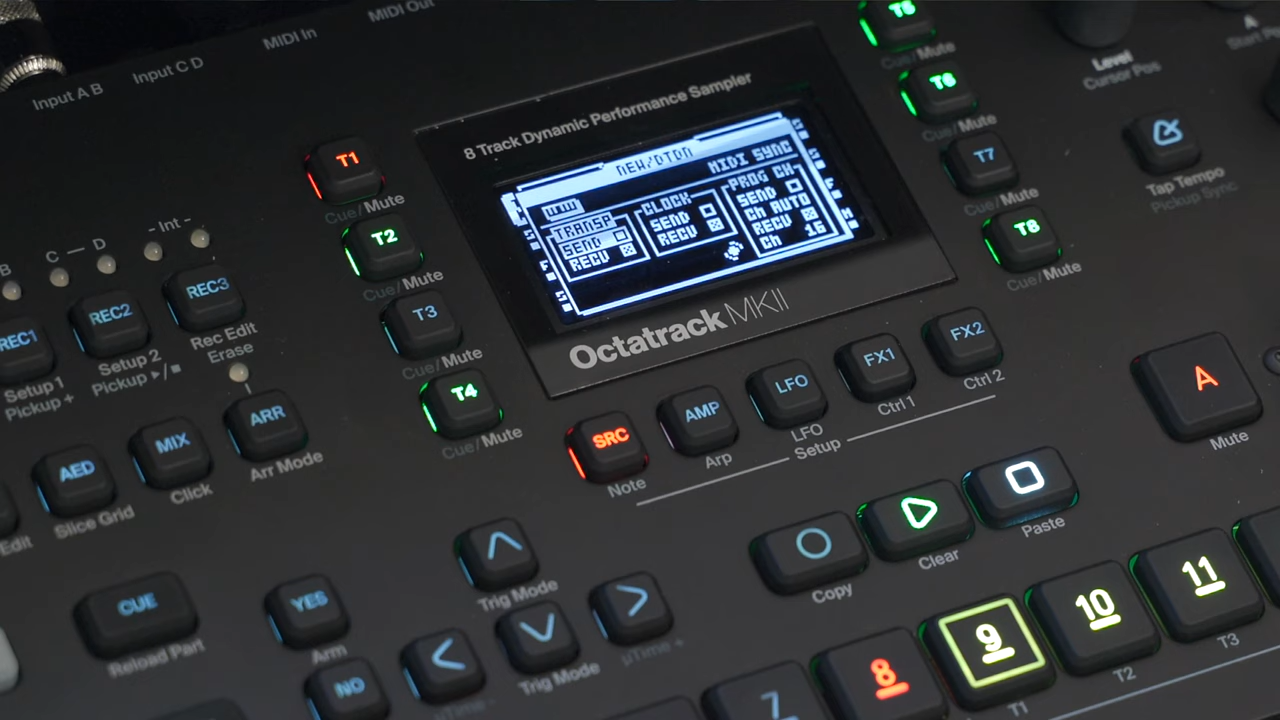 MIDI Out
MIDI In
Input C D
Input A B
8 Track Dynamic Performance Sampler
NEW/DTDN
MIDI SYNC
TRANSP
SEND
RECV
CLOCK
SEND
RECV
PROG CH
SEND
Ch AUTO
RECV
Ch 16
Octatrack MKII
T1
Cue/Mute
T2
Cue/Mute
T3
Cue/Mute
T4
Cue/Mute
T5
Cue/Mute
T6
Cue/Mute
T7
Cue/Mute
T8
Cue/Mute
Level
Cursor Pos
A
Tap Tempo
Pickup Sync
B
C — D
- Int -
REC1
Setup 1
Pickup +
REC2
Setup 2
Pickup ▶/■
REC3
Rec Edit
Erase
SRC
Note
AMP
Arp
LFO
LFO
Setup
FX1
Ctrl 1
FX2
Ctrl 2
A
Mute
Edit
AED
Slice Grid
MIX
Click
ARR
Arr Mode
CUE
Reload Part
YES
Arm
NO
Trig Mode
Trig Mode
µTime +
µTime -
Copy
Clear
Paste
7
8
9
T1
10
T2
11
T3